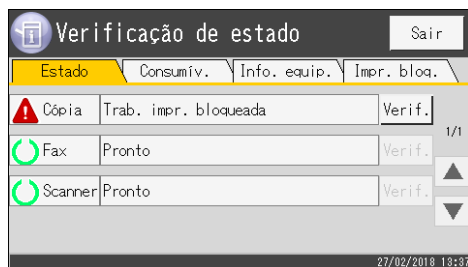 Verificação de estado Sair
Estado Consumív. Info. equip. Impr. bloq.
Cópia Trab. impr. bloqueada Verif.
1/1
Fax Pronto Verif.
Scanner Pronto Verif.
27/02/2018 13:37